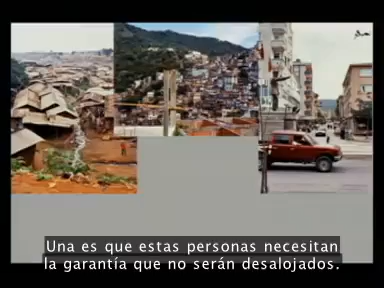 Una es que estas personas necesitan
la garantía que no serán desalojados.